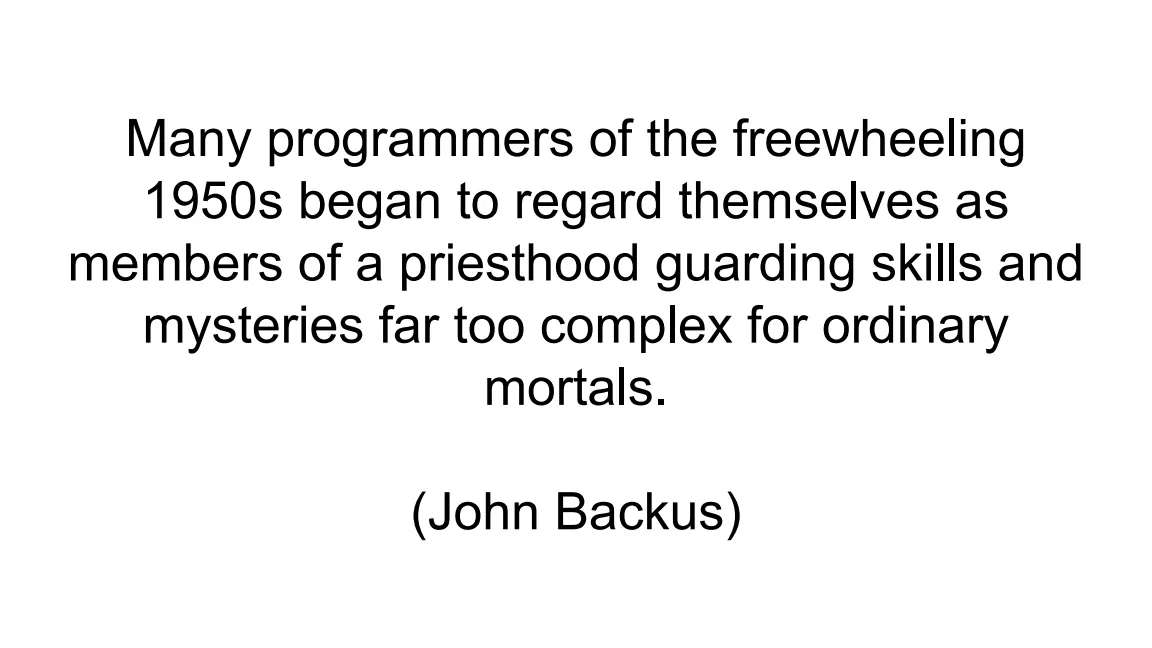 Many programmers of the freewheeling
1950s began to regard themselves as
members of a priesthood guarding skills and
mysteries far too complex for ordinary
mortals.
(John Backus)